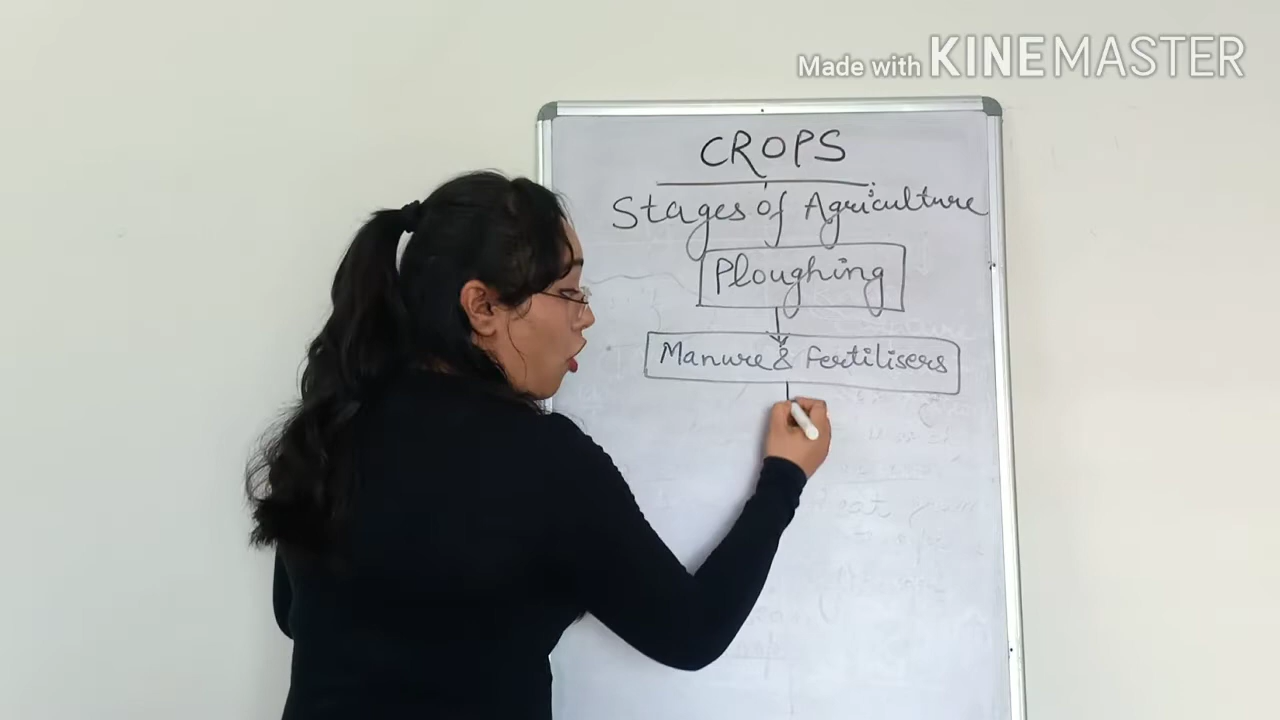 Made with KINEMASTER
CROPS
Stages of Agriculture
Ploughing
Manure & Fertilisers